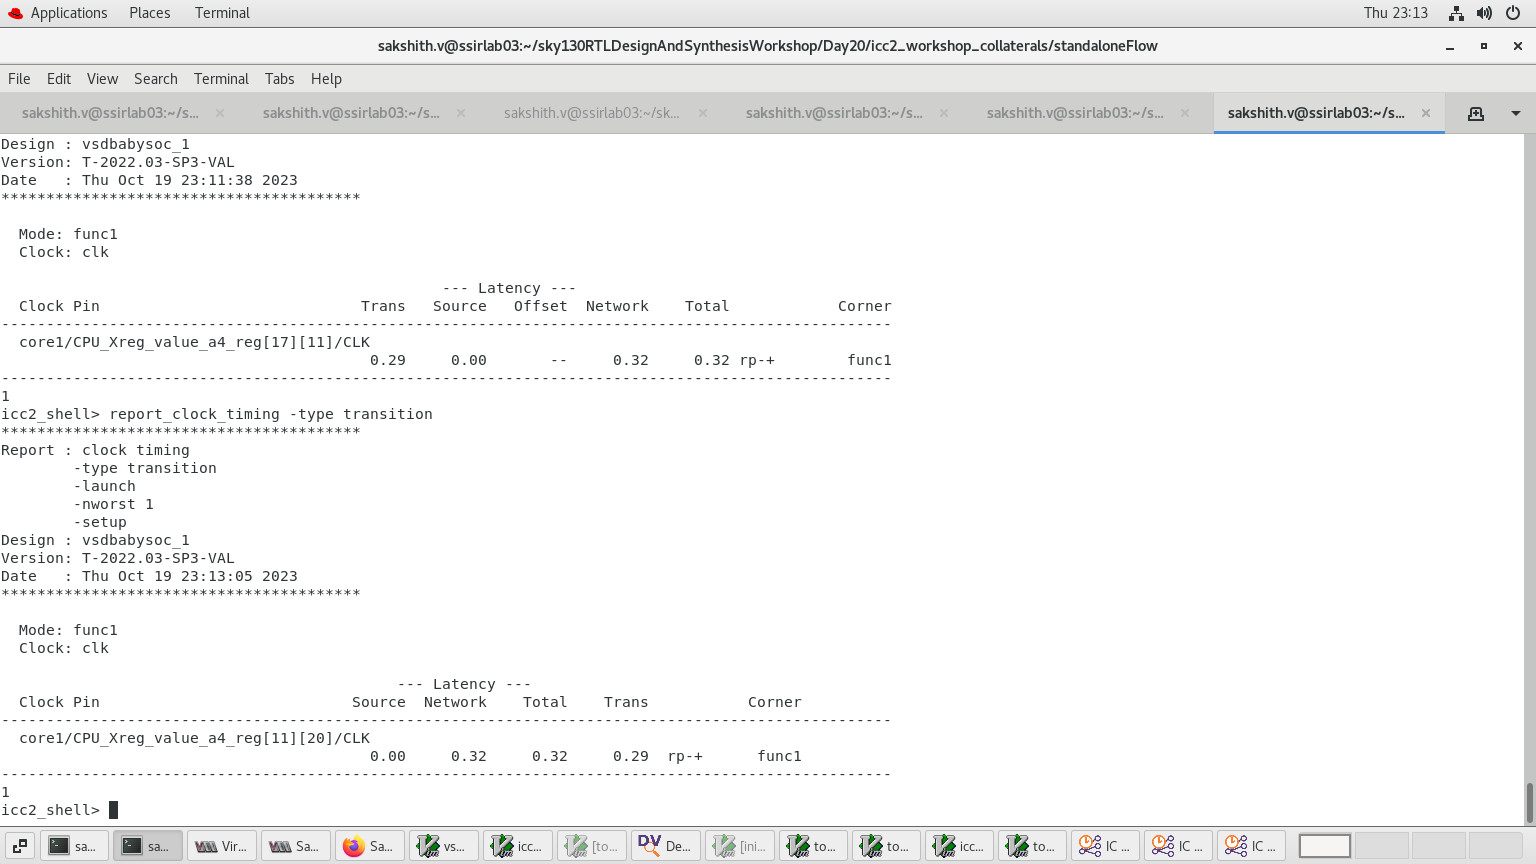 Applications Places Terminal Thu 23:13
sakshith.v@ssirlab03:~/sky130RTLDesignAndSynthesisWorkshop/Day20/icc2_workshop_collaterals/standaloneFlow
File Edit View Search Terminal Tabs Help
sakshith.v@ssirlab03:~/s... × sakshith.v@ssirlab03:~/s... × sakshith.v@ssirlab03:~/sk... × sakshith.v@ssirlab03:~/s... × sakshith.v@ssirlab03:~/s... × sakshith.v@ssirlab03:~/s... ×
Design : vsdbabysoc_1
Version: T-2022.03-SP3-VAL
Date   : Thu Oct 19 23:11:38 2023
****************************************
Mode: func1
Clock: clk
--- Latency ---
Clock Pin Trans Source Offset Network Total Corner
---------------------------------------------------------------------------------------------------
core1/CPU_Xreg_value_a4_reg[17][11]/CLK
0.29 0.00 -- 0.32 0.32 rp-+ func1
---------------------------------------------------------------------------------------------------
1
icc2_shell> report_clock_timing -type transition
****************************************
Report : clock timing
-type transition
-launch
-nworst 1
-setup
Design : vsdbabysoc_1
Version: T-2022.03-SP3-VAL
Date   : Thu Oct 19 23:13:05 2023
****************************************
Mode: func1
Clock: clk
--- Latency ---
Clock Pin Source Network Total Trans Corner
---------------------------------------------------------------------------------------------------
core1/CPU_Xreg_value_a4_reg[11][20]/CLK
0.00 0.32 0.32 0.29 rp-+ func1
---------------------------------------------------------------------------------------------------
1
icc2_shell>
sa... sa... Vir... Sa... Sa... vs... icc... [to... De... [ini... to... to... icc... to... IC ... IC ... IC ...